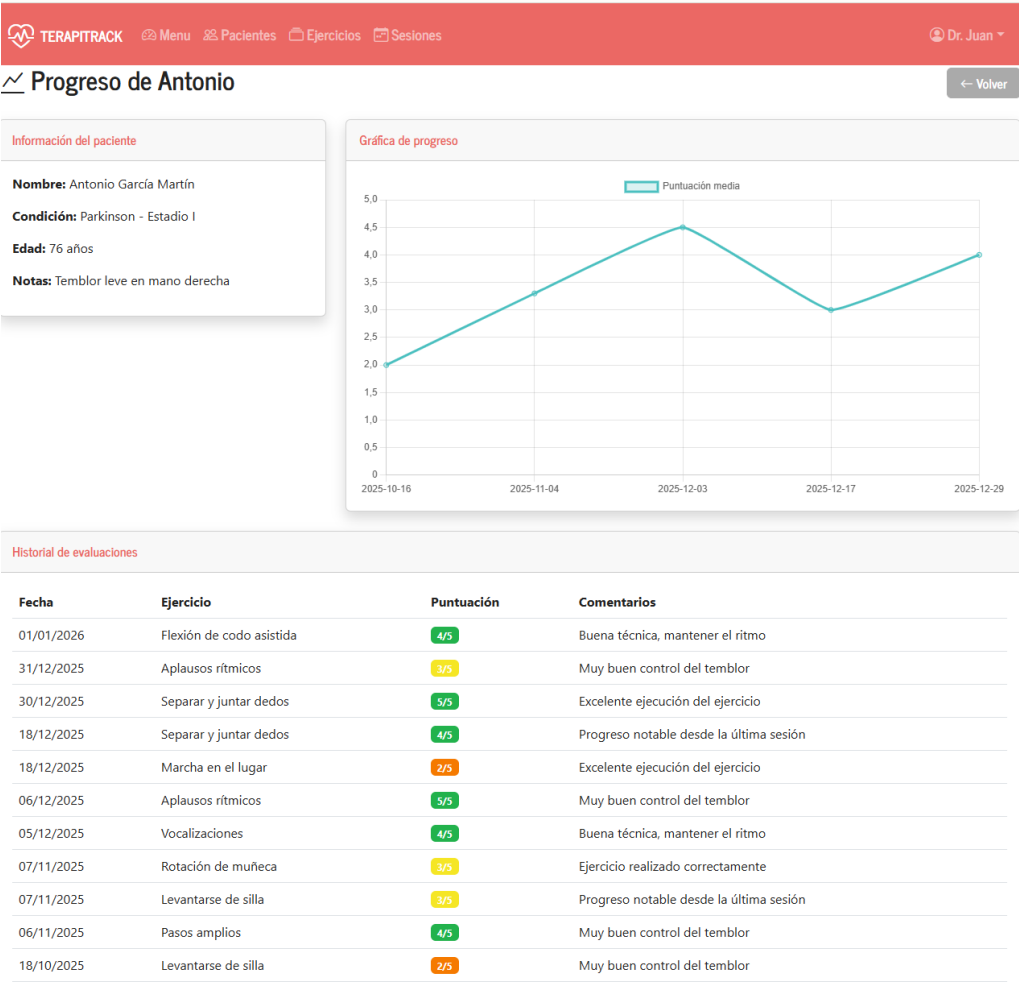 TERAPITRACK Menu Pacientes Ejercicios Sesiones Dr. Juan
Progreso de Antonio
← Volver
Información del paciente
Nombre: Antonio García Martín
Condición: Parkinson - Estadio I
Edad: 76 años
Notas: Temblor leve en mano derecha
Gráfica de progreso
Puntuación media
5,0
4,5
4,0
3,5
3,0
2,5
2,0
1,5
1,0
0,5
0
2025-10-16 2025-11-04 2025-12-03 2025-12-17 2025-12-29
Historial de evaluaciones
Fecha Ejercicio Puntuación Comentarios
01/01/2026 Flexión de codo asistida 4/5 Buena técnica, mantener el ritmo
31/12/2025 Aplausos rítmicos 3/5 Muy buen control del temblor
30/12/2025 Separar y juntar dedos 5/5 Excelente ejecución del ejercicio
18/12/2025 Separar y juntar dedos 4/5 Progreso notable desde la última sesión
18/12/2025 Marcha en el lugar 2/5 Excelente ejecución del ejercicio
06/12/2025 Aplausos rítmicos 5/5 Muy buen control del temblor
05/12/2025 Vocalizaciones 4/5 Buena técnica, mantener el ritmo
07/11/2025 Rotación de muñeca 3/5 Ejercicio realizado correctamente
07/11/2025 Levantarse de silla 3/5 Progreso notable desde la última sesión
06/11/2025 Pasos amplios 4/5 Muy buen control del temblor
18/10/2025 Levantarse de silla 2/5 Muy buen control del temblor